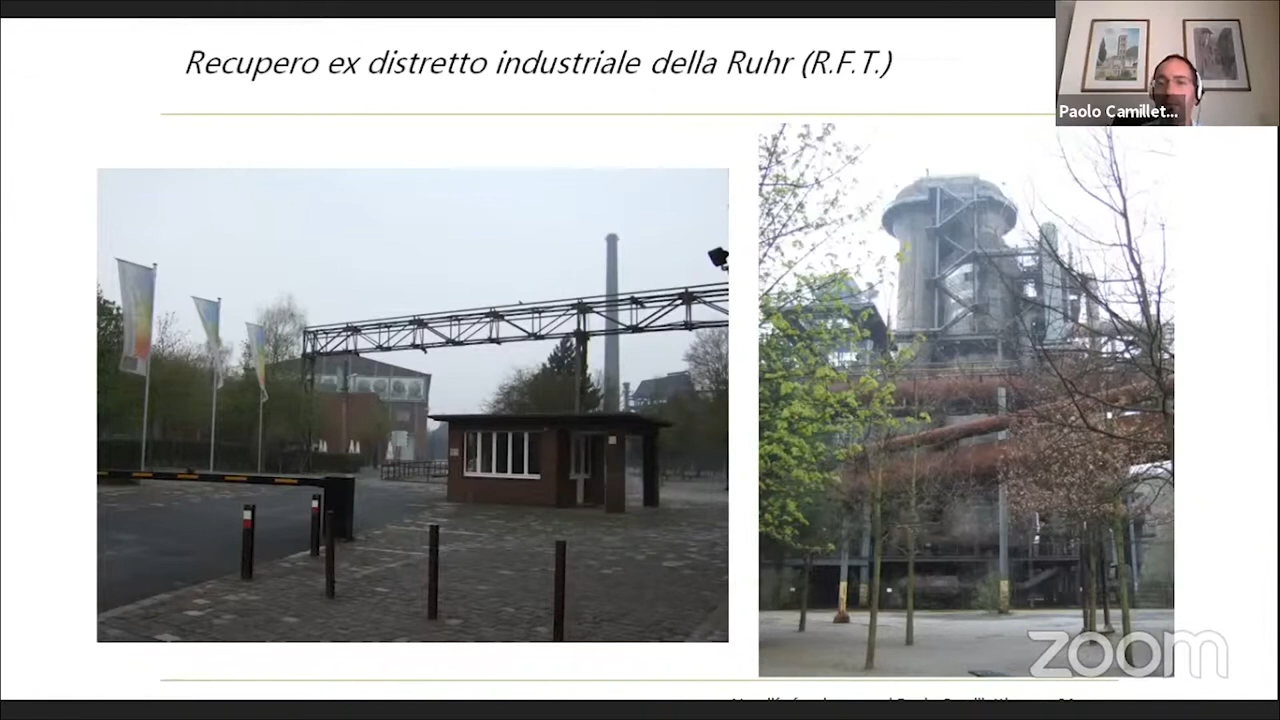 Recupero ex distretto industriale della Ruhr (R.F.T.)
Paolo Camillet...
zoom